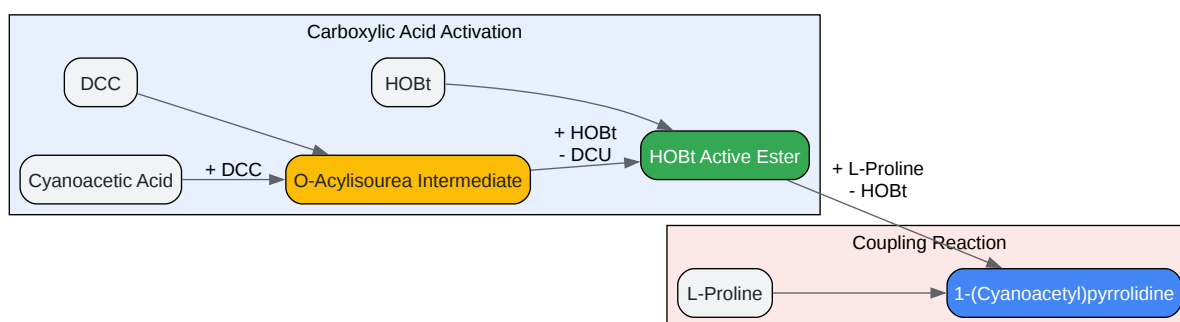 Carboxylic Acid Activation
DCC
HOBt
Cyanoacetic Acid
+ DCC
O-Acylisourea Intermediate
+ HOBt
- DCU
HOBt Active Ester
+ L-Proline
- HOBt
Coupling Reaction
L-Proline
1-(Cyanoacetyl)pyrrolidine